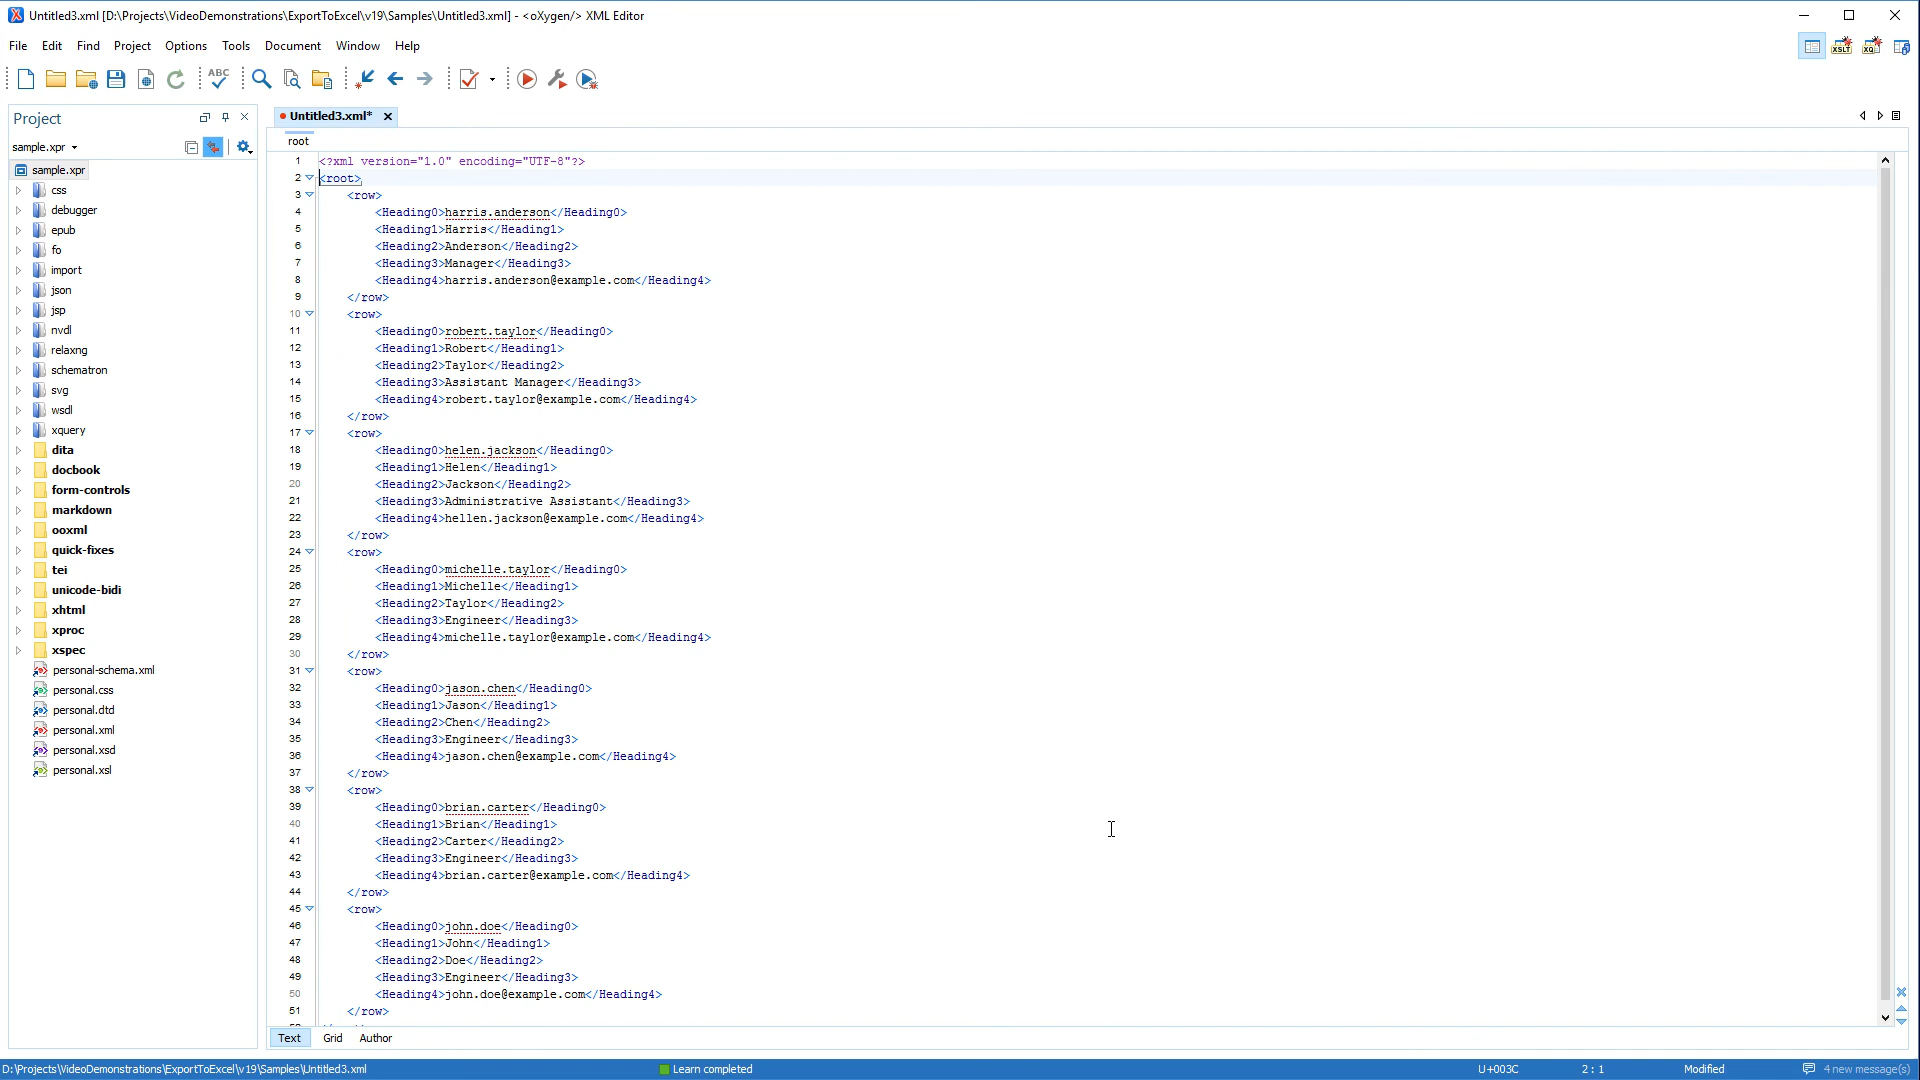 Untitled3.xml [D:\Projects\VideoDemonstrations\ExportToExcel\v19\Samples\Untitled3.xml] - <oXygen/> XML Editor
File Edit Find Project Options Tools Document Window Help
XSLT XQ
ABC
Project
sample.xpr
sample.xpr
css
debugger
epub
fo
import
json
jsp
nvdl
relaxng
schematron
svg
wsdl
xquery
dita
docbook
form-controls
markdown
ooxml
quick-fixes
tei
unicode-bidi
xhtml
xproc
xspec
personal-schema.xml
personal.css
personal.dtd
personal.xml
personal.xsd
personal.xsl
Untitled3.xml*
root
1 <?xml version="1.0" encoding="UTF-8"?>
2 <root>
3 <row>
4 <Heading0>harris.anderson</Heading0>
5 <Heading1>Harris</Heading1>
6 <Heading2>Anderson</Heading2>
7 <Heading3>Manager</Heading3>
8 <Heading4>harris.anderson@example.com</Heading4>
9 </row>
10 <row>
11 <Heading0>robert.taylor</Heading0>
12 <Heading1>Robert</Heading1>
13 <Heading2>Taylor</Heading2>
14 <Heading3>Assistant Manager</Heading3>
15 <Heading4>robert.taylor@example.com</Heading4>
16 </row>
17 <row>
18 <Heading0>helen.jackson</Heading0>
19 <Heading1>Helen</Heading1>
20 <Heading2>Jackson</Heading2>
21 <Heading3>Administrative Assistant</Heading3>
22 <Heading4>hellen.jackson@example.com</Heading4>
23 </row>
24 <row>
25 <Heading0>michelle.taylor</Heading0>
26 <Heading1>Michelle</Heading1>
27 <Heading2>Taylor</Heading2>
28 <Heading3>Engineer</Heading3>
29 <Heading4>michelle.taylor@example.com</Heading4>
30 </row>
31 <row>
32 <Heading0>jason.chen</Heading0>
33 <Heading1>Jason</Heading1>
34 <Heading2>Chen</Heading2>
35 <Heading3>Engineer</Heading3>
36 <Heading4>jason.chen@example.com</Heading4>
37 </row>
38 <row>
39 <Heading0>brian.carter</Heading0>
40 <Heading1>Brian</Heading1>
41 <Heading2>Carter</Heading2>
42 <Heading3>Engineer</Heading3>
43 <Heading4>brian.carter@example.com</Heading4>
44 </row>
45 <row>
46 <Heading0>john.doe</Heading0>
47 <Heading1>John</Heading1>
48 <Heading2>Doe</Heading2>
49 <Heading3>Engineer</Heading3>
50 <Heading4>john.doe@example.com</Heading4>
51 </row>
Text Grid Author
D:\Projects\VideoDemonstrations\ExportToExcel\v19\Samples\Untitled3.xml Learn completed U+003C 2 : 1 Modified 4 new message(s)